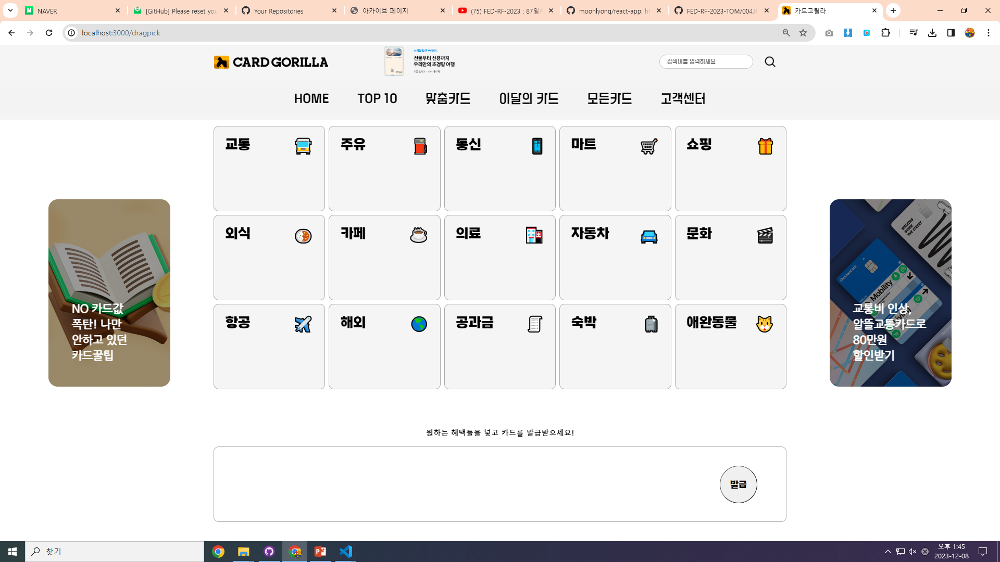 NAVER
[GitHub] Please reset you
Your Repositories
아카이브 페이지
(75) FED-RF-2023 : 87일차
moonlyong/react-app: ht
FED-RF-2023-TOM/004.R
카드고릴라
localhost:3000/dragpick
CARD GORILLA
선불부터 신용까지
우리만의 초경량 여행
검색어를 입력하세요
HOME
TOP 10
맞춤카드
이달의 카드
모든카드
고객센터
교통
주유
통신
마트
쇼핑
외식
카페
의료
자동차
문화
항공
해외
공과금
숙박
애완동물
NO 카드값
폭탄! 나만
안하고 있던
카드꿀팁
WALKING
DOWN
THE STREET
ShinhanCard
Mobility
교통비 인상,
알뜰교통카드로
80만원
할인받기
원하는 혜택들을 넣고 카드를 발급받으세요!
발급
찾기
오후 1:45
2023-12-08